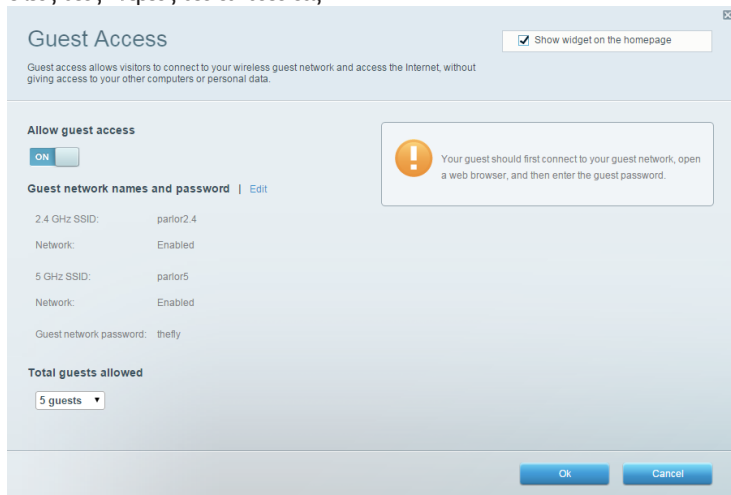 Guest Access
Show widget on the homepage
Guest access allows visitors to connect to your wireless guest network and access the Internet, without
giving access to your other computers or personal data.
Allow guest access
ON
Your guest should first connect to your guest network, open
a web browser, and then enter the guest password.
Guest network names and password | Edit
2.4 GHz SSID: parlor2.4
Network: Enabled
5 GHz SSID: parlor5
Network: Enabled
Guest network password: thefly
Total guests allowed
5 guests
Ok Cancel